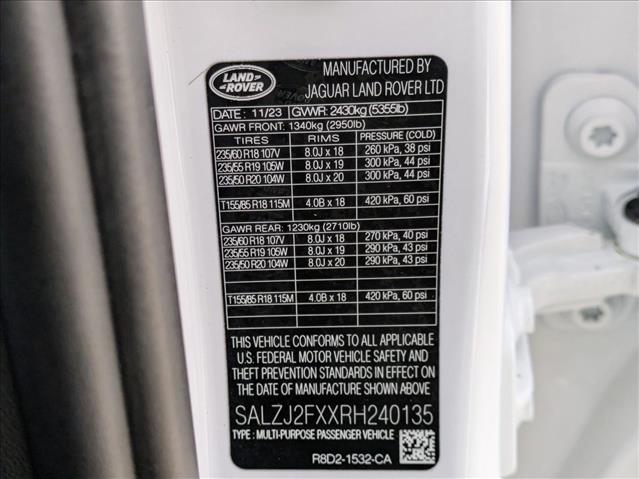 LAND
ROVER
MANUFACTURED BY
JAGUAR LAND ROVER LTD
DATE : 11/23 GVWR: 2430kg (5355lb)
GAWR FRONT: 1340kg (2950lb)
TIRES RIMS PRESSURE (COLD)
235/60 R18 107V 8.0J x 18 260 kPa, 38 psi
235/55 R19 105W 8.0J x 19 300 kPa, 44 psi
235/50 R20 104W 8.0J x 20 300 kPa, 44 psi
T155/85 R18 115M 4.0B x 18 420 kPa, 60 psi
GAWR REAR: 1230kg (2710lb)
235/60 R18 107V 8.0J x 18 270 kPa, 40 psi
235/55 R19 105W 8.0J x 19 290 kPa, 43 psi
235/50 R20 104W 8.0J x 20 290 kPa, 43 psi
T155/85 R18 115M 4.0B x 18 420 kPa, 60 psi
THIS VEHICLE CONFORMS TO ALL APPLICABLE
U.S. FEDERAL MOTOR VEHICLE SAFETY AND
THEFT PREVENTION STANDARDS IN EFFECT ON
THE DATE OF MANUFACTURE SHOWN ABOVE
SALZJ2FXXRH240135
TYPE : MULTI-PURPOSE PASSENGER VEHICLE
R8D2-1532-CA